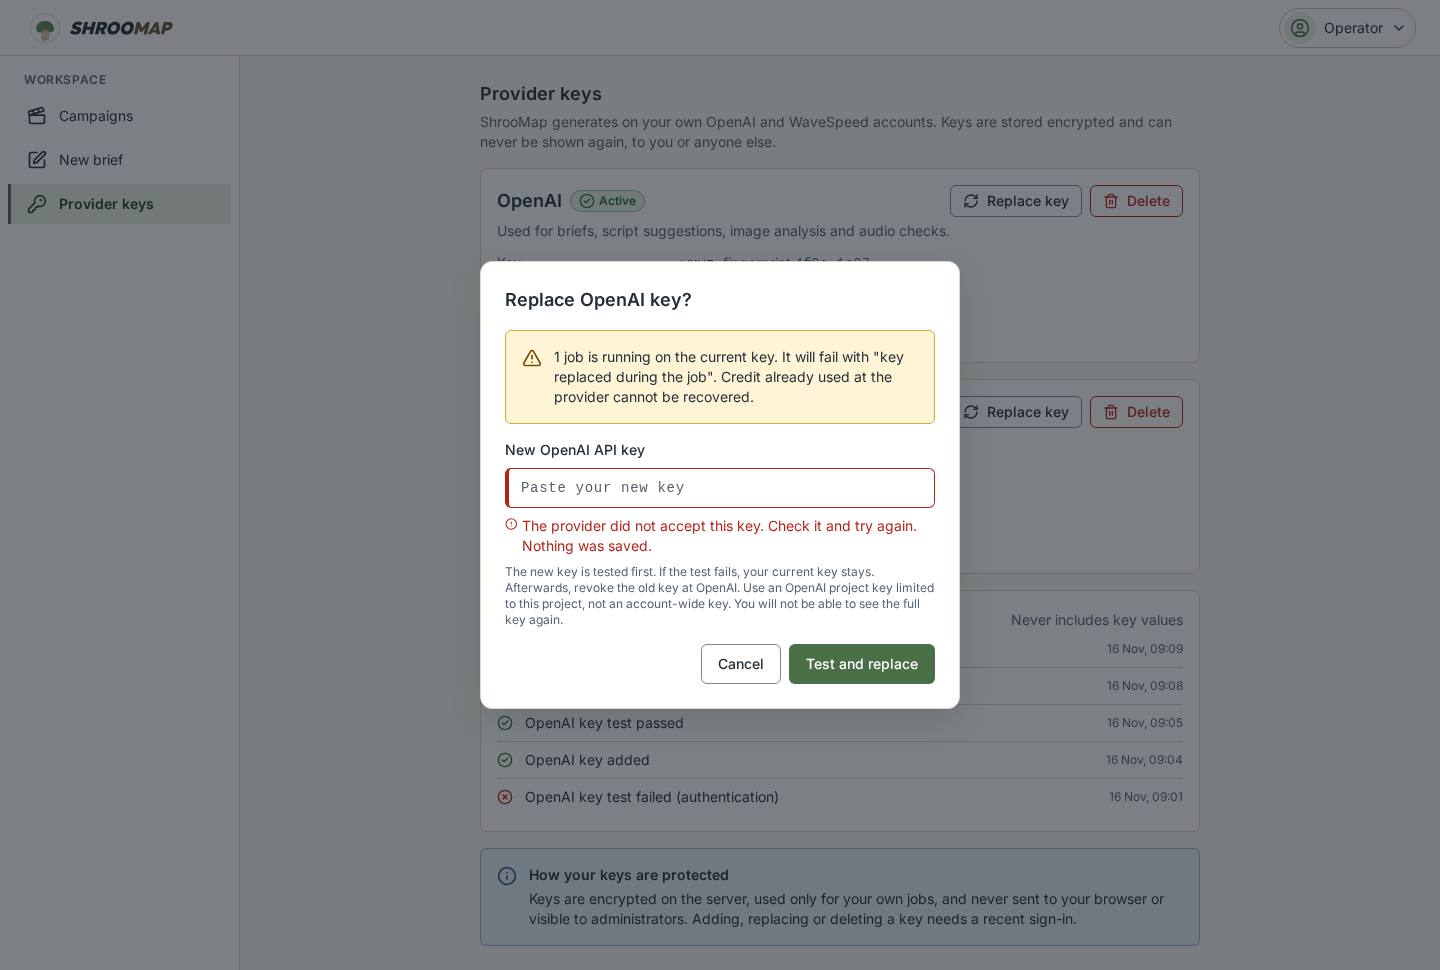 SHROOMAP
Operator
WORKSPACE
Campaigns
New brief
Provider keys
Provider keys
ShrooMap generates on your own OpenAI and WaveSpeed accounts. Keys are stored encrypted and can
never be shown again, to you or anyone else.
OpenAI
Active
Replace key
Delete
Used for briefs, script suggestions, image analysis and audio checks.
Replace key
Delete
Replace OpenAI key?
1 job is running on the current key. It will fail with "key
replaced during the job". Credit already used at the
provider cannot be recovered.
New OpenAI API key
Paste your new key
The provider did not accept this key. Check it and try again.
Nothing was saved.
The new key is tested first. If the test fails, your current key stays.
Afterwards, revoke the old key at OpenAI. Use an OpenAI project key limited
to this project, not an account-wide key. You will not be able to see the full
key again.
Cancel
Test and replace
Never includes key values
16 Nov, 09:09
16 Nov, 09:08
OpenAI key test passed
16 Nov, 09:05
OpenAI key added
16 Nov, 09:04
OpenAI key test failed (authentication)
16 Nov, 09:01
How your keys are protected
Keys are encrypted on the server, used only for your own jobs, and never sent to your browser or
visible to administrators. Adding, replacing or deleting a key needs a recent sign-in.